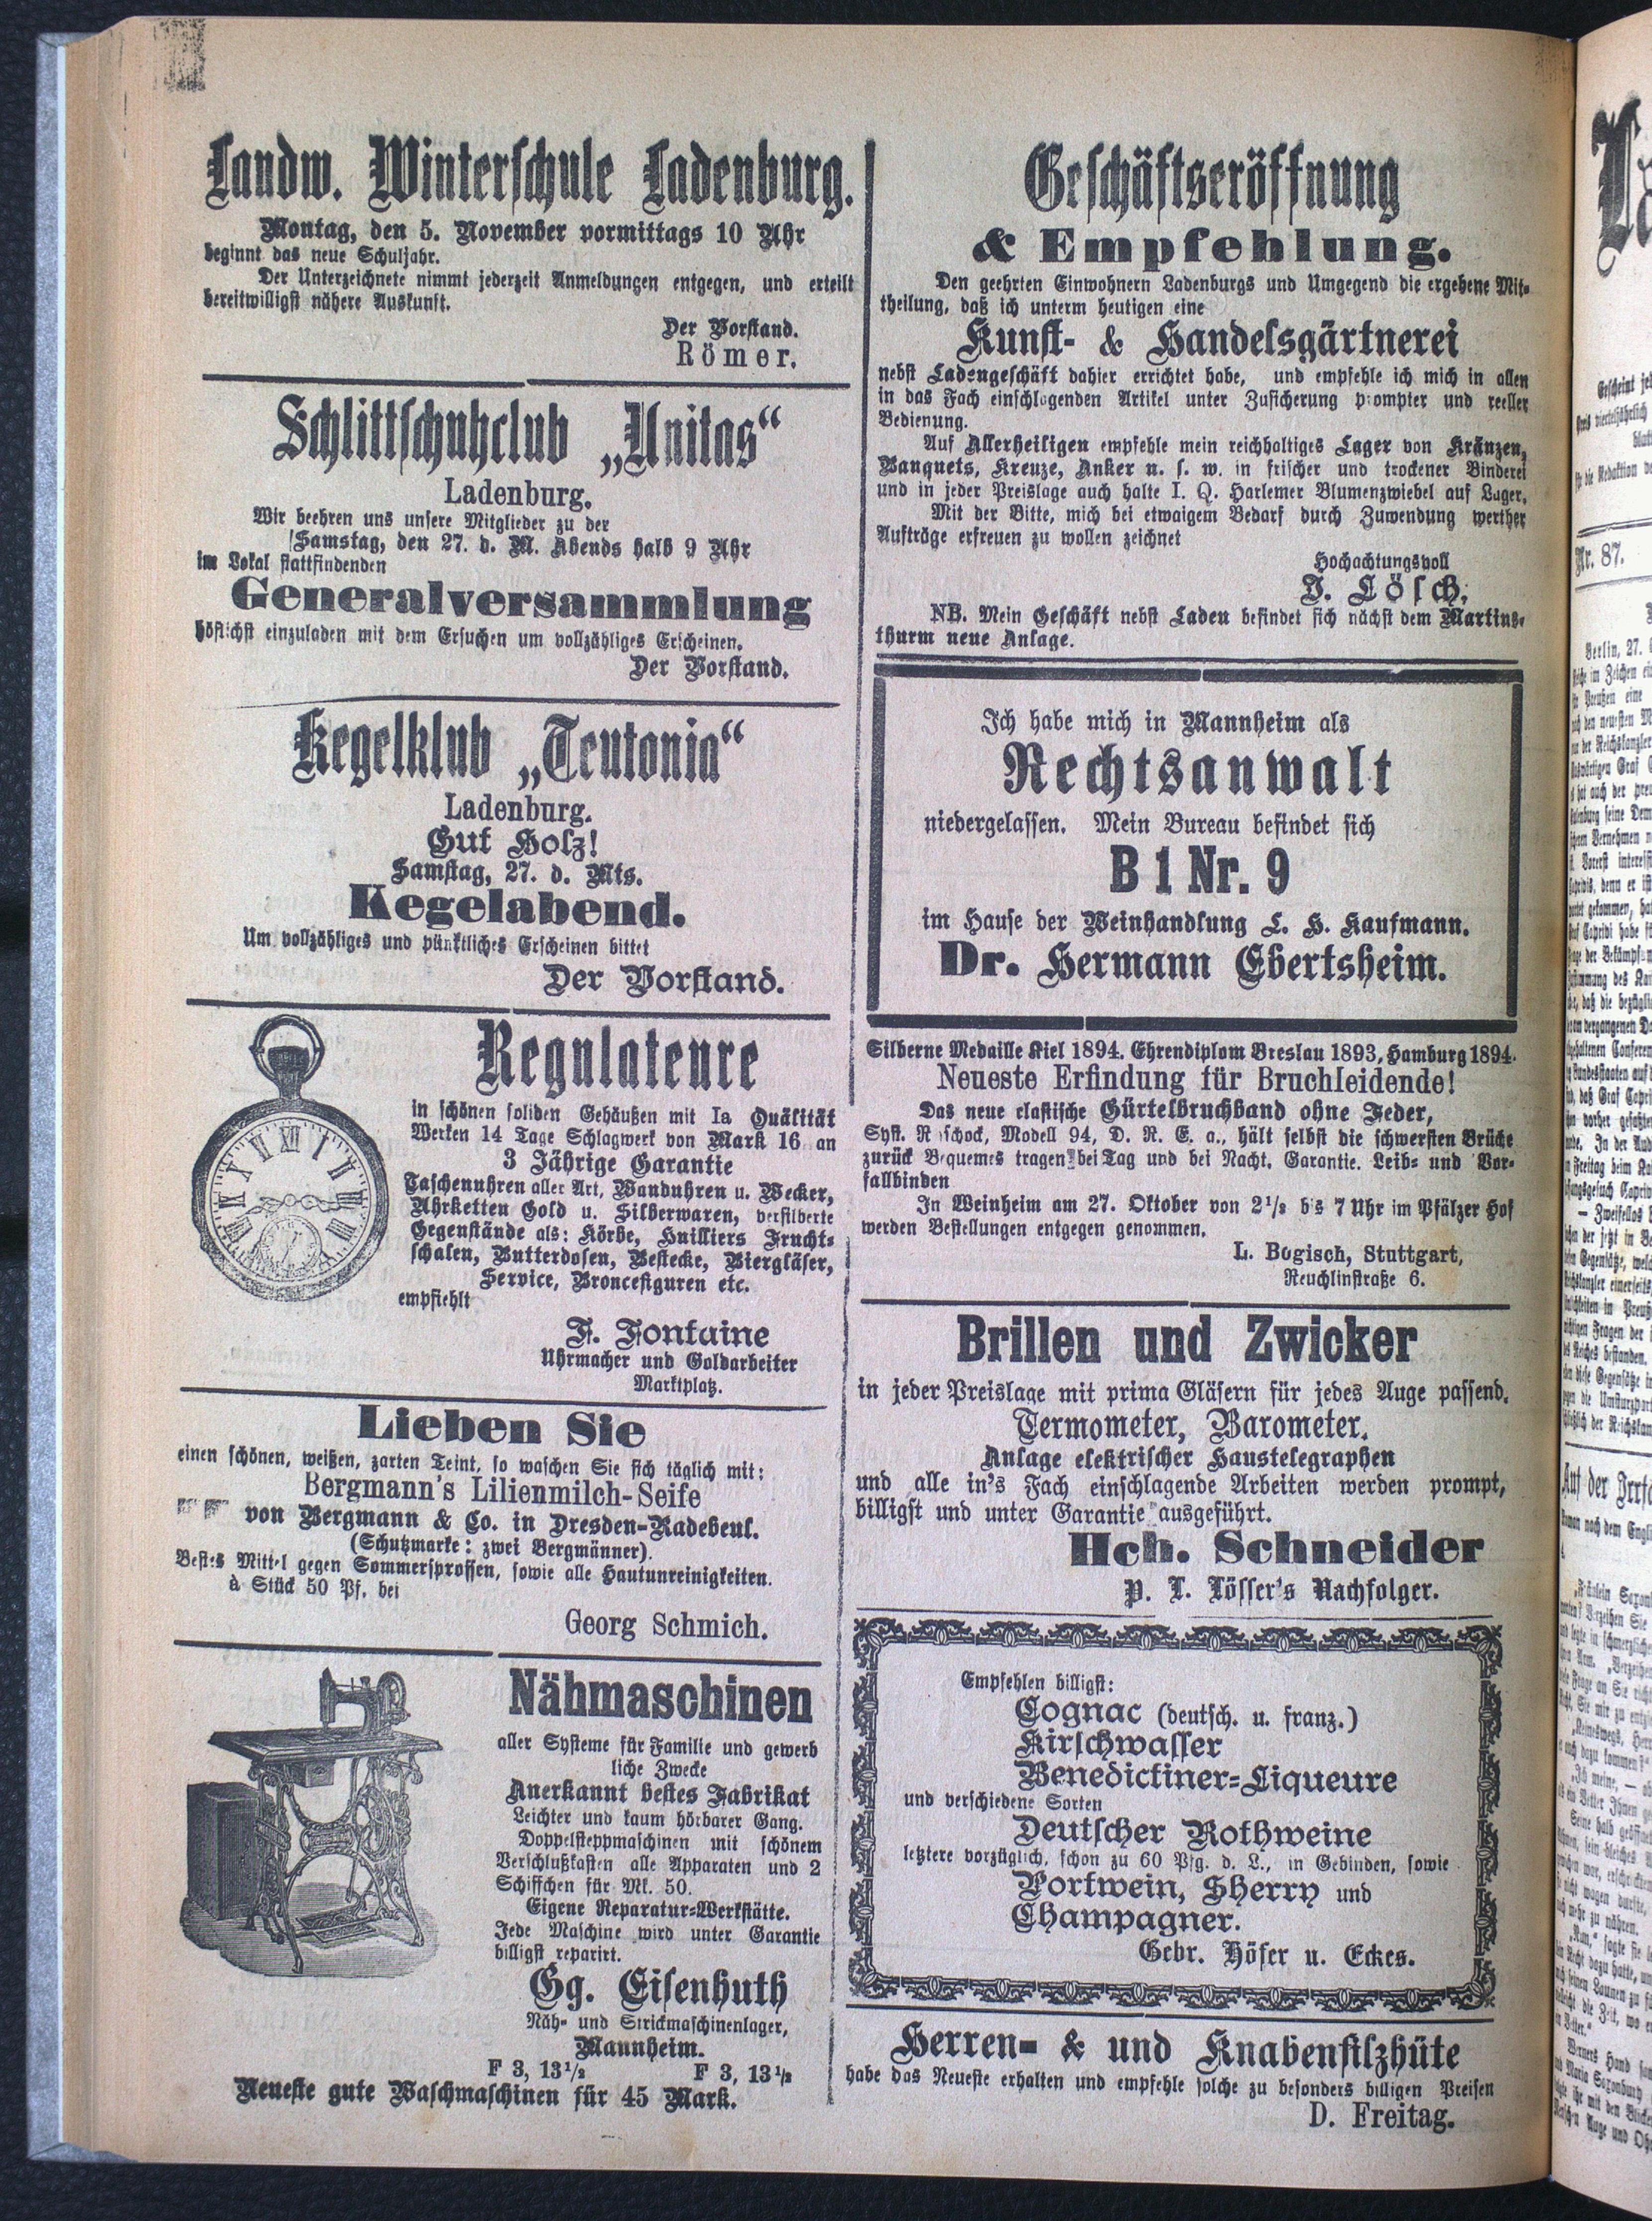 Landw. Winterschule Ladenburg.
Montag, den 5. November vormittags 10 Uhr
beginnt das neue Schuljahr.
Der Unterzeichnete nimmt jederzeit Anmeldungen entgegen, und erteilt
bereitwilligst nähere Auskunft.
Der Vorstand.
Römer.
Schlittschuhclub „Unitas“
Ladenburg.
Wir beehren uns unsere Mitglieder zu der
Samstag, den 27. d. M. Abends halb 9 Uhr
im Lokal stattfindenden
Generalversammlung
höflichst einzuladen mit dem Ersuchen um vollzähliges Erscheinen.
Der Vorstand.
Kegelklub „Teutonia“
Ladenburg.
Gut Holz!
Samstag, 27. d. Mts.
Kegelabend.
Um vollzähliges und pünktliches Erscheinen bittet
Der Vorstand.
Regulateure
in schönen soliden Gehäußen mit Ia Qualität
Werken 14 Tage Schlagwerk von Mark 16 an
3 Jährige Garantie
Taschenuhren aller Art, Wanduhren u. Wecker,
Uhrketten Gold u. Silberwaren, versilberte
Gegenstände als: Körbe, Huilliers Frucht-
schalen, Butterdosen, Bestecke, Biergläser,
Service, Broncefiguren etc.
empfiehlt
F. Fontaine
Uhrmacher und Goldarbeiter
Marktplatz.
Lieben Sie
einen schönen, weißen, zarten Teint, so waschen Sie sich täglich mit:
Bergmann's Lilienmilch-Seife
von Bergmann & Co. in Dresden-Radebeul.
(Schutzmarke: zwei Bergmänner).
Bestes Mittel gegen Sommersprossen, sowie alle Hautunreinigkeiten.
à Stück 50 Pf. bei
Georg Schmich.
Nähmaschinen
aller Systeme für Familie und gewerb
liche Zwecke
Anerkannt bestes Fabrikat
Leichter und kaum hörbarer Gang.
Doppelsteppmaschinen mit schönem
Verschlußkasten alle Apparaten und 2
Schiffchen für Mk. 50.
Eigene Reparatur-Werkstätte.
Jede Maschine wird unter Garantie
billigst reparirt.
Gg. Eisenhuth
Näh- und Strickmaschinenlager,
Mannheim.
F 3, 13½ F 3, 13½
Neueste gute Waschmaschinen für 45 Mark.
Geschäftseröffnung
& Empfehlung.
Den geehrten Einwohnern Ladenburgs und Umgegend die ergebene Mit-
theilung, daß ich unterm heutigen eine
Kunst- & Handelsgärtnerei
nebst Ladengeschäft dahier errichtet habe, und empfehle ich mich in allen
in das Fach einschlagenden Artikel unter Zusicherung prompter und reeller
Bedienung.
Auf Allerheiligen empfehle mein reichhaltiges Lager von Kränzen,
Bauquets, Kreuze, Anker u. s. w. in frischer und trockener Binderei
und in jeder Preislage auch halte I. Q. Harlemer Blumenzwiebel auf Lager.
Mit der Bitte, mich bei etwaigem Bedarf durch Zuwendung werther
Aufträge erfreuen zu wollen zeichnet
Hochachtungsvoll
J. Lösch.
NB. Mein Geschäft nebst Laden befindet sich nächst dem Martins-
thurm neue Anlage.
Ich habe mich in Mannheim als
Rechtsanwalt
niedergelassen. Mein Bureau befindet sich
B 1 Nr. 9
im Hause der Weinhandlung L. H. Kaufmann.
Dr. Hermann Ebertsheim.
Silberne Medaille Kiel 1894. Ehrendiplom Breslau 1893, Hamburg 1894.
Neueste Erfindung für Bruchleidende!
Das neue elastische Gürtelbruchband ohne Feder,
Syst. Modell 94, D. R. E. a., hält selbst die schwersten Brüche
zurück Bequemes tragen bei Tag und bei Nacht. Garantie. Leib- und Vor-
fallbinden
In Weinheim am 27. Oktober von 2½ bis 7 Uhr im Pfälzer Hof
werden Bestellungen entgegen genommen.
L. Bogisch, Stuttgart,
Reuchlinstraße 6.
Brillen und Zwicker
in jeder Preislage mit prima Gläsern für jedes Auge passend.
Termometer, Barometer.
Anlage elektrischer Haustelegraphen
und alle in's Fach einschlagende Arbeiten werden prompt,
billigst und unter Garantie ausgeführt.
Hch. Schneider
P. L. Lösser's Nachfolger.
Empfehlen billigst:
Cognac (deutsch. u. franz.)
Kirschwasser
Benedictiner-Liqueure
und verschiedene Sorten
Deutscher Rothweine
letztere vorzüglich, schon zu 60 Pfg. d. L., in Gebinden, sowie
Portwein, Sherry und
Champagner.
Gebr. Höfer u. Eckes.
Herren- & und Knabenfilzhüte
habe das Neueste erhalten und empfehle solche zu besonders billigen Preisen
D. Freitag.
Nr. 87.
Berlin, 27.